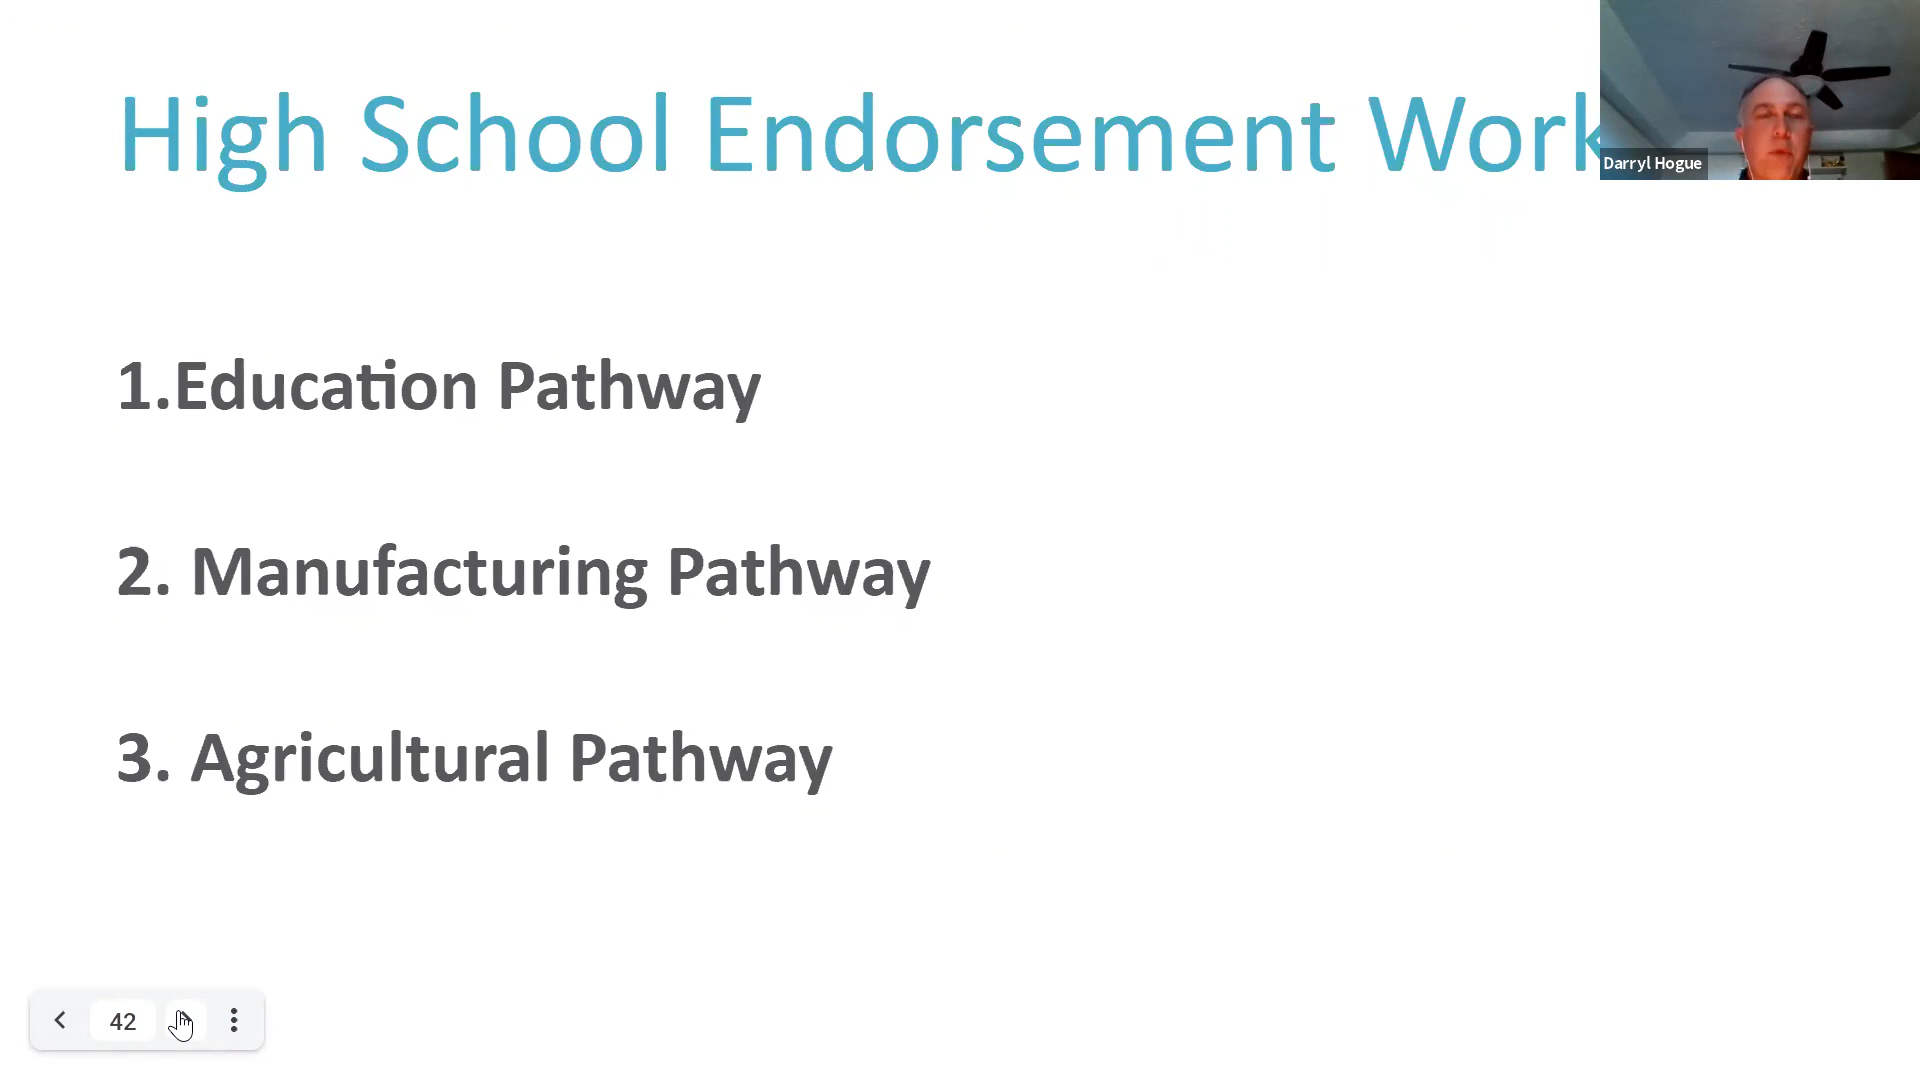 High School Endorsement Work
Darryl Hogue
1.Education Pathway
2. Manufacturing Pathway
3. Agricultural Pathway
42